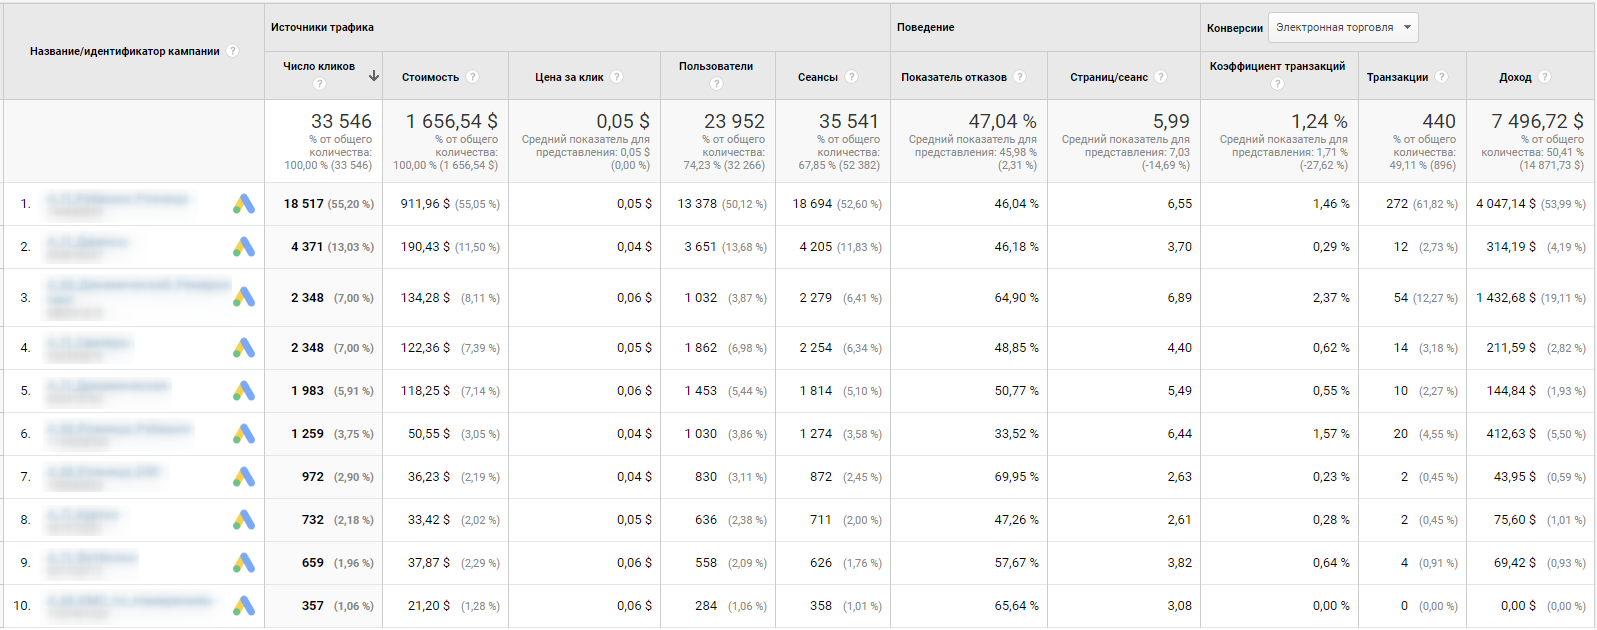 Название/идентификатор кампании ?
Источники трафика
Поведение
Конверсии Электронная торговля
Число кликов ?
Стоимость ?
Цена за клик ?
Пользователи ?
Сеансы ?
Показатель отказов ?
Страниц/сеанс ?
Коэффициент транзакций ?
Транзакции ?
Доход ?
33 546
% от общего
количества:
100,00 % (33 546)
1 656,54 $
% от общего
количества:
100,00 % (1 656,54 $)
0,05 $
Средний показатель для
представления: 0,05 $
(0,00 %)
23 952
% от общего
количества:
74,23 % (32 266)
35 541
% от общего
количества:
67,85 % (52 382)
47,04 %
Средний показатель для
представления: 45,98 %
(2,31 %)
5,99
Средний показатель для
представления: 7,03
(-14,69 %)
1,24 %
Средний показатель для
представления: 1,71 %
(-27,62 %)
440
% от общего
количества:
49,11 % (896)
7 496,72 $
% от общего
количества: 50,41 %
(14 871,73 $)
1. 18 517 (55,20 %) 911,96 $ (55,05 %) 0,05 $ 13 378 (50,12 %) 18 694 (52,60 %) 46,04 % 6,55 1,46 % 272 (61,82 %) 4 047,14 $ (53,99 %)
2. 4 371 (13,03 %) 190,43 $ (11,50 %) 0,04 $ 3 651 (13,68 %) 4 205 (11,83 %) 46,18 % 3,70 0,29 % 12 (2,73 %) 314,19 $ (4,19 %)
3. 2 348 (7,00 %) 134,28 $ (8,11 %) 0,06 $ 1 032 (3,87 %) 2 279 (6,41 %) 64,90 % 6,89 2,37 % 54 (12,27 %) 1 432,68 $ (19,11 %)
4. 2 348 (7,00 %) 122,36 $ (7,39 %) 0,05 $ 1 862 (6,98 %) 2 254 (6,34 %) 48,85 % 4,40 0,62 % 14 (3,18 %) 211,59 $ (2,82 %)
5. 1 983 (5,91 %) 118,25 $ (7,14 %) 0,06 $ 1 453 (5,44 %) 1 814 (5,10 %) 50,77 % 5,49 0,55 % 10 (2,27 %) 144,84 $ (1,93 %)
6. 1 259 (3,75 %) 50,55 $ (3,05 %) 0,04 $ 1 030 (3,86 %) 1 274 (3,58 %) 33,52 % 6,44 1,57 % 20 (4,55 %) 412,63 $ (5,50 %)
7. 972 (2,90 %) 36,23 $ (2,19 %) 0,04 $ 830 (3,11 %) 872 (2,45 %) 69,95 % 2,63 0,23 % 2 (0,45 %) 43,95 $ (0,59 %)
8. 732 (2,18 %) 33,42 $ (2,02 %) 0,05 $ 636 (2,38 %) 711 (2,00 %) 47,26 % 2,61 0,28 % 2 (0,45 %) 75,60 $ (1,01 %)
9. 659 (1,96 %) 37,87 $ (2,29 %) 0,06 $ 558 (2,09 %) 626 (1,76 %) 57,67 % 3,82 0,64 % 4 (0,91 %) 69,42 $ (0,93 %)
10. 357 (1,06 %) 21,20 $ (1,28 %) 0,06 $ 284 (1,06 %) 358 (1,01 %) 65,64 % 3,08 0,00 % 0 (0,00 %) 0,00 $ (0,00 %)